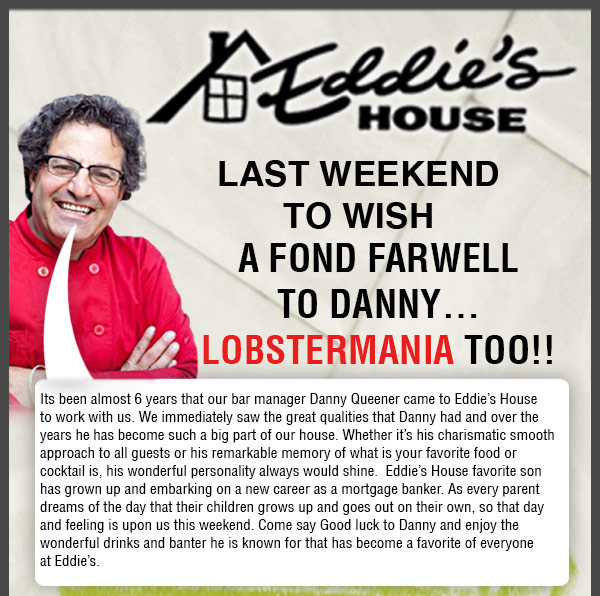 Eddie's
HOUSE
LAST WEEKEND
TO WISH
A FOND FARWELL
TO DANNY...
LOBSTERMANIA TOO!!
Its been almost 6 years that our bar manager Danny Queener came to Eddie's House
to work with us. We immediately saw the great qualities that Danny had and over the
years he has become such a big part of our house. Whether it's his charismatic smooth
approach to all guests or his remarkable memory of what is your favorite food or
cocktail is, his wonderful personality always would shine.  Eddie's House favorite son
has grown up and embarking on a new career as a mortgage banker. As every parent
dreams of the day that their children grows up and goes out on their own, so that day
and feeling is upon us this weekend. Come say Good luck to Danny and enjoy the
wonderful drinks and banter he is known for that has become a favorite of everyone
at Eddie's.